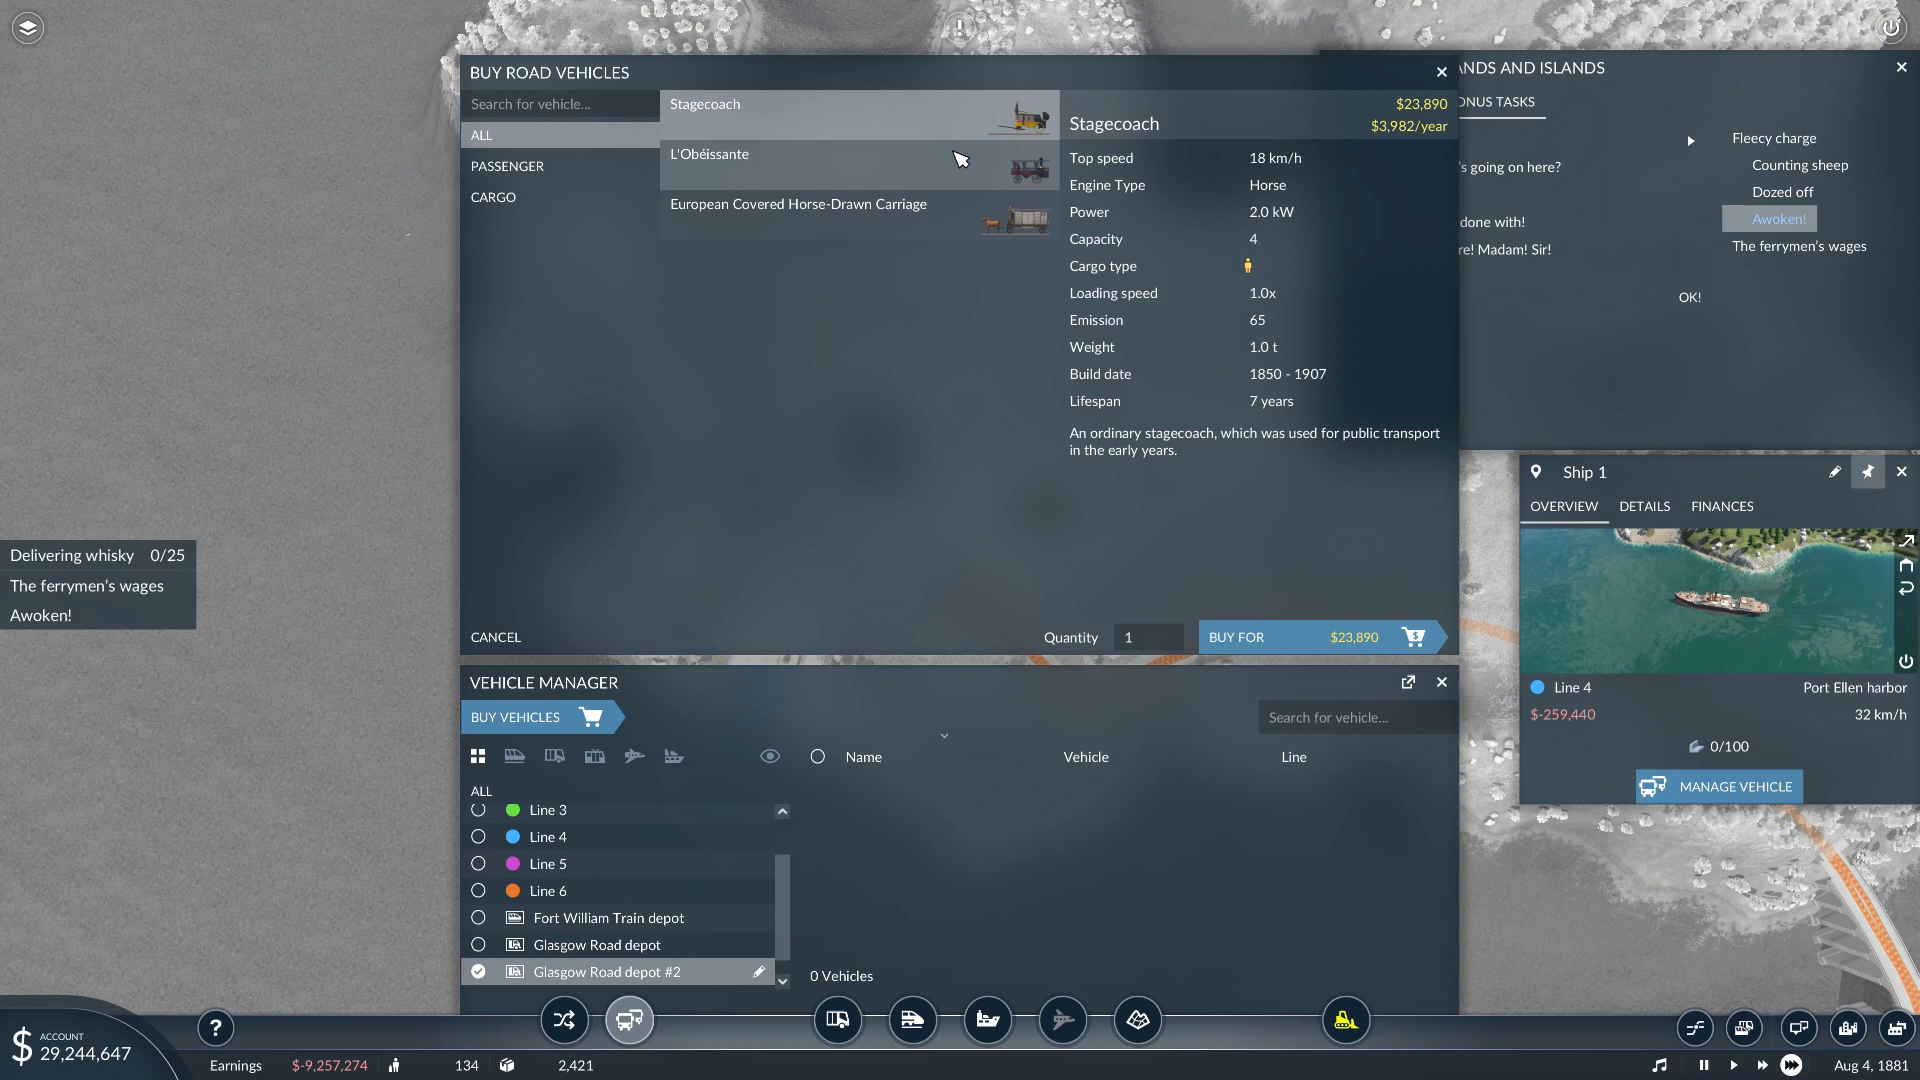 BUY ROAD VEHICLES
Search for vehicle...
ALL
PASSENGER
CARGO
Stagecoach
L'Obéissante
European Covered Horse-Drawn Carriage
Stagecoach
$23,890
$3,982/year
Top speed 18 km/h
Engine Type Horse
Power 2.0 kW
Capacity 4
Cargo type
Loading speed 1.0x
Emission 65
Weight 1.0 t
Build date 1850 - 1907
Lifespan 7 years
An ordinary stagecoach, which was used for public transport
in the early years.
CANCEL
Quantity 1
BUY FOR $23,890
ANDS AND ISLANDS
ONUS TASKS
's going on here?
done with!
re! Madam! Sir!
Fleecy charge
Counting sheep
Dozed off
Awoken!
The ferrymen's wages
OK!
Delivering whisky 0/25
The ferrymen's wages
Awoken!
Ship 1
OVERVIEW DETAILS FINANCES
Line 4 Port Ellen harbor
$-259,440 32 km/h
0/100
MANAGE VEHICLE
VEHICLE MANAGER
BUY VEHICLES
Search for vehicle...
Name Vehicle Line
ALL
Line 3
Line 4
Line 5
Line 6
Fort William Train depot
Glasgow Road depot
Glasgow Road depot #2
0 Vehicles
$ ACCOUNT
29,244,647
?
Earnings $-9,257,274 134 2,421
Aug 4, 1881